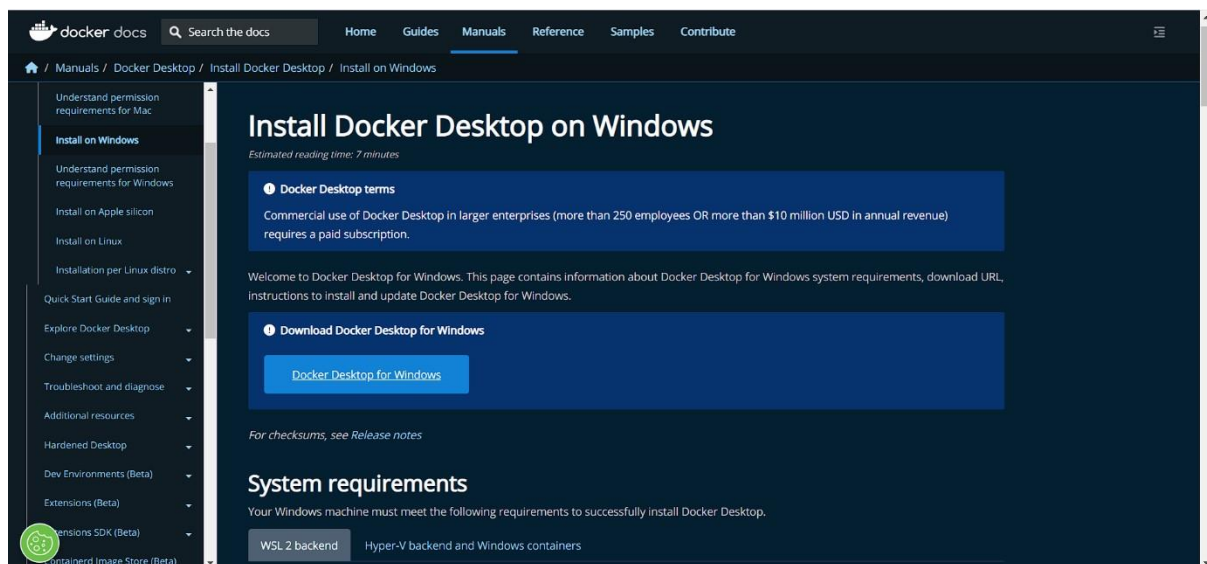 docker docs
Search the docs
Home
Guides
Manuals
Reference
Samples
Contribute
/ Manuals / Docker Desktop / Install Docker Desktop / Install on Windows
Understand permission
requirements for Mac
Install on Windows
Understand permission
requirements for Windows
Install on Apple silicon
Install on Linux
Installation per Linux distro
Quick Start Guide and sign in
Explore Docker Desktop
Change settings
Troubleshoot and diagnose
Additional resources
Hardened Desktop
Dev Environments (Beta)
Extensions (Beta)
SDK (Beta)
Image Store (Beta)
Install Docker Desktop on Windows
Estimated reading time: 7 minutes
Docker Desktop terms
Commercial use of Docker Desktop in larger enterprises (more than 250 employees OR more than $10 million USD in annual revenue)
requires a paid subscription.
Welcome to Docker Desktop for Windows. This page contains information about Docker Desktop for Windows system requirements, download URL,
instructions to install and update Docker Desktop for Windows.
Download Docker Desktop for Windows
Docker Desktop for Windows
For checksums, see Release notes
System requirements
Your Windows machine must meet the following requirements to successfully install Docker Desktop.
WSL 2 backend
Hyper-V backend and Windows containers